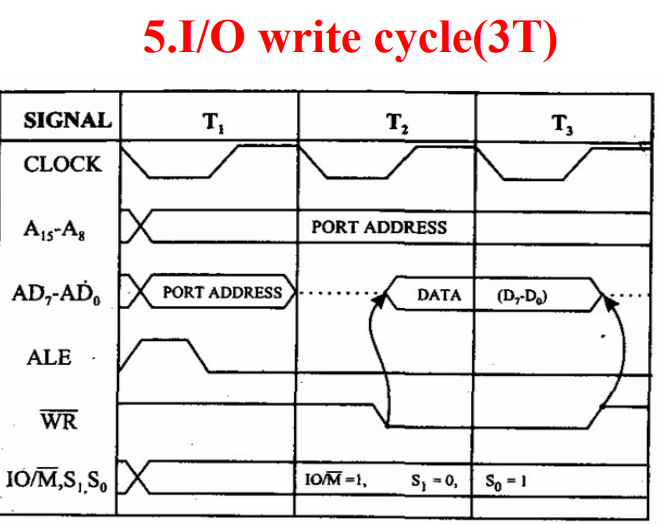 5.I/O write cycle(3T)
SIGNAL T₁ T₂ T₃
CLOCK
A₁₅-A₈ PORT ADDRESS
AD₇-AD₀ PORT ADDRESS DATA (D₇-D₀)
ALE
W̅R̅
IO/M̅,S₁,S₀ IO/M̅=1, S₁ = 0, S₀ = 1